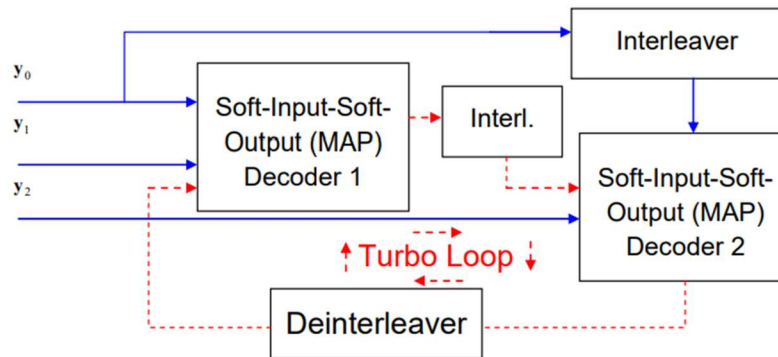 Interleaver
y₀
Soft-Input-Soft-
Output (MAP)
Decoder 1
Interl.
y₁
y₂
Soft-Input-Soft-
Output (MAP)
Decoder 2
Turbo Loop
Deinterleaver